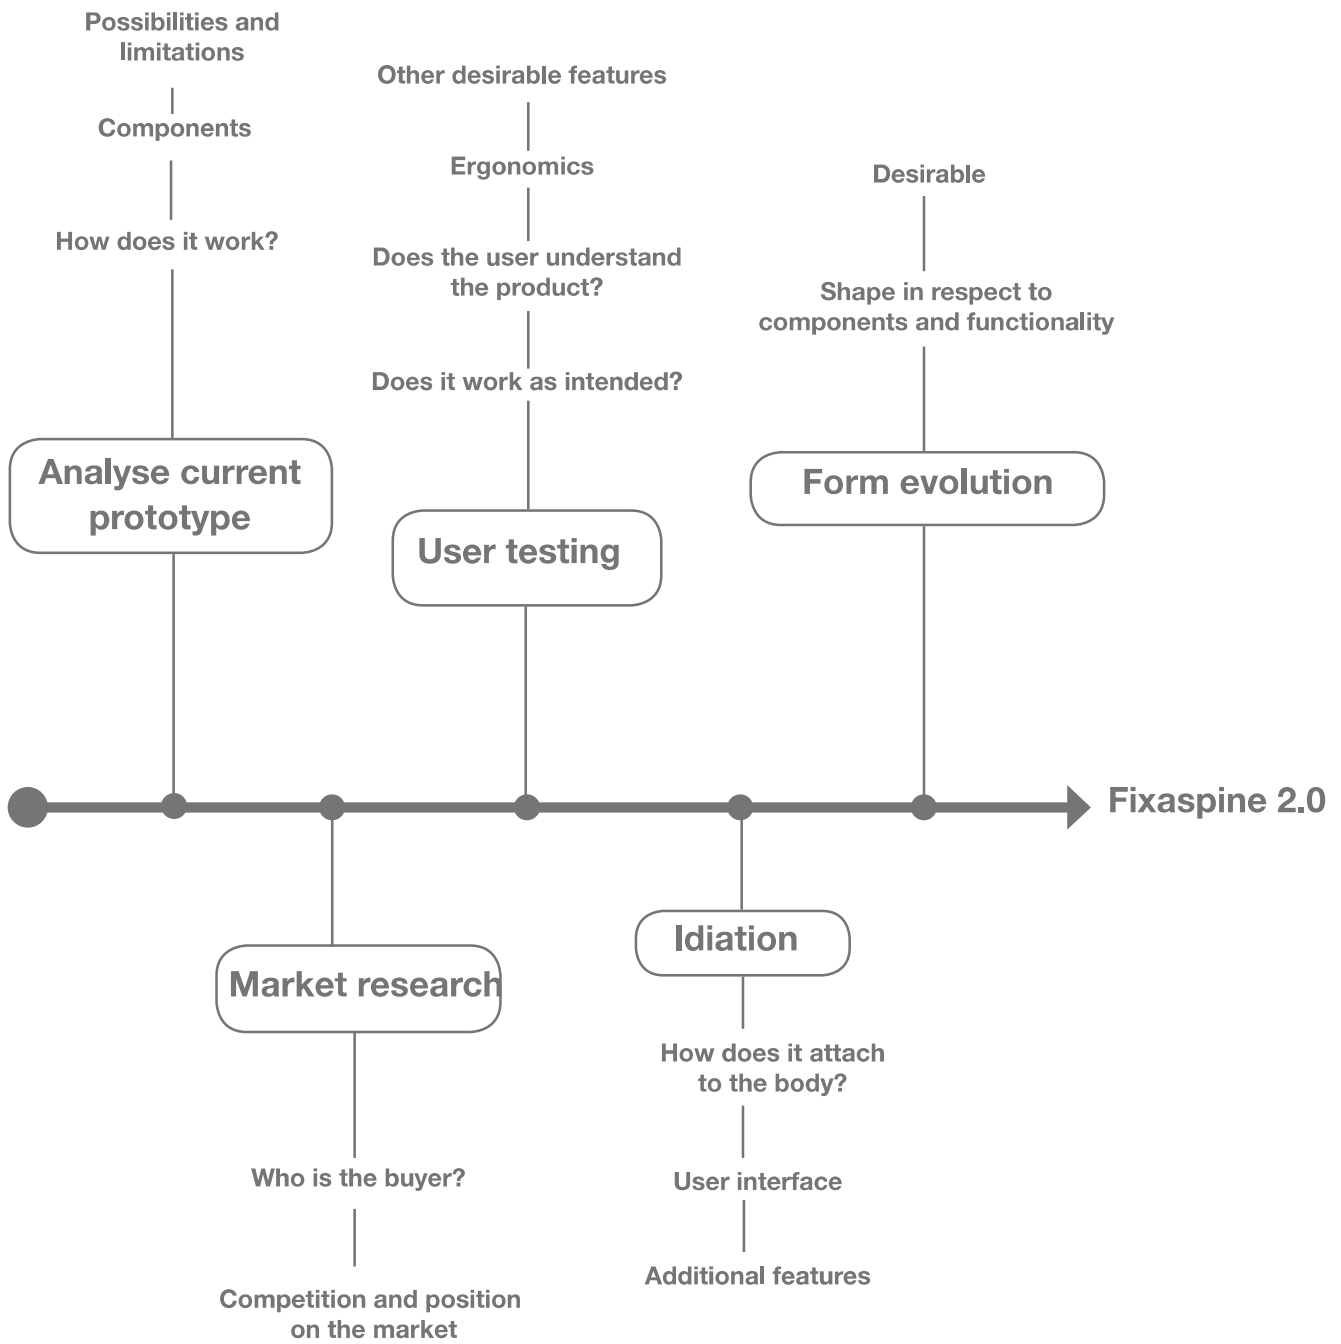 Possibilities and
limitations
Components
How does it work?
Analyse current
prototype
Other desirable features
Ergonomics
Does the user understand
the product?
Does it work as intended?
User testing
Desirable
Shape in respect to
components and functionality
Form evolution
Fixaspine 2.0
Market research
Who is the buyer?
Competition and position
on the market
Idiation
How does it attach
to the body?
User interface
Additional features